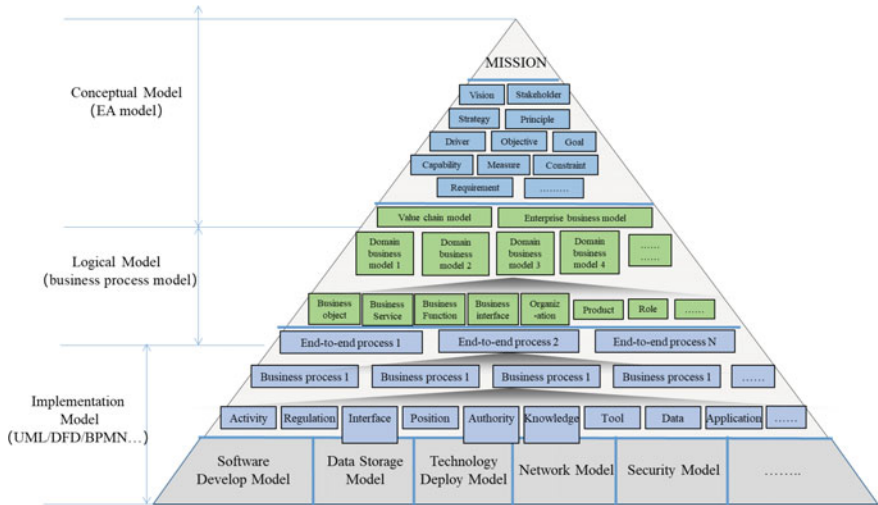 MISSION
Conceptual Model
(EA model)
Vision
Stakeholder
Strategy
Principle
Driver
Objective
Goal
Capability
Measure
Constraint
Requirement
.........
Value chain model
Enterprise business model
Logical Model
(business process model)
Domain
business
model 1
Domain
business
model 2
Domain
business
model 3
Domain
business
model 4
......
......
Business
object
Business
Service
Business
Function
Business
interface
Organiz
-ation
Product
Role
......
End-to-end process 1
End-to-end process 2
End-to-end process N
Business process 1
Business process 1
Business process 1
Business process 1
......
Implementation
Model
(UML/DFD/BPMN...)
Activity
Regulation
Interface
Position
Authority
Knowledge
Tool
Data
Application
......
Software
Develop Model
Data Storage
Model
Technology
Deploy Model
Network Model
Security Model
........